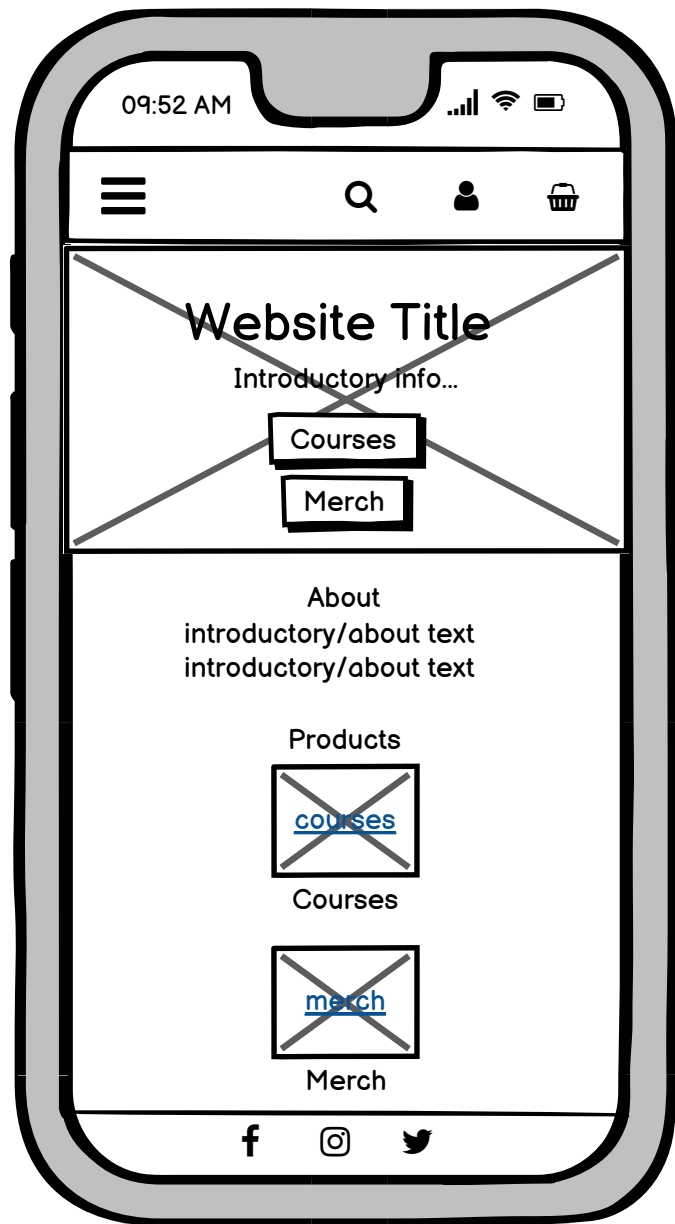 09:52 AM
Website Title
Introductory info...
Courses
Merch
About
introductory/about text
introductory/about text
Products
courses
Courses
merch
Merch